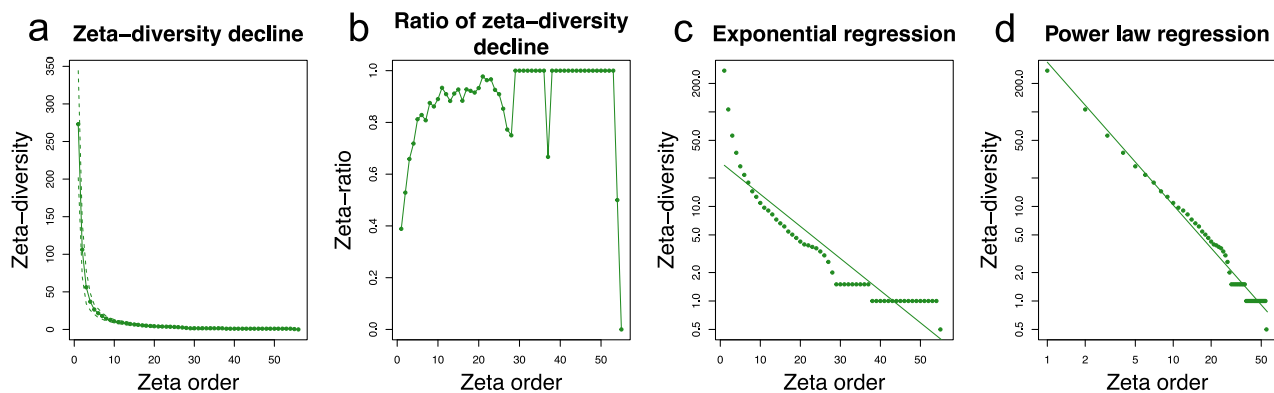 a Zeta−diversity decline
350
300
250
200
150
100
50
0
Zeta−diversity
0 10 20 30 40 50
Zeta order
b Ratio of zeta−diversity
decline
1.0
0.8
0.6
0.4
0.2
0.0
Zeta−ratio
0 10 20 30 40 50
Zeta order
c Exponential regression
200.0
50.0
10.0
5.0
2.0
1.0
0.5
Zeta−diversity
0 10 20 30 40 50
Zeta order
d Power law regression
200.0
50.0
10.0
5.0
2.0
1.0
0.5
Zeta−diversity
1 2 5 10 20 50
Zeta order